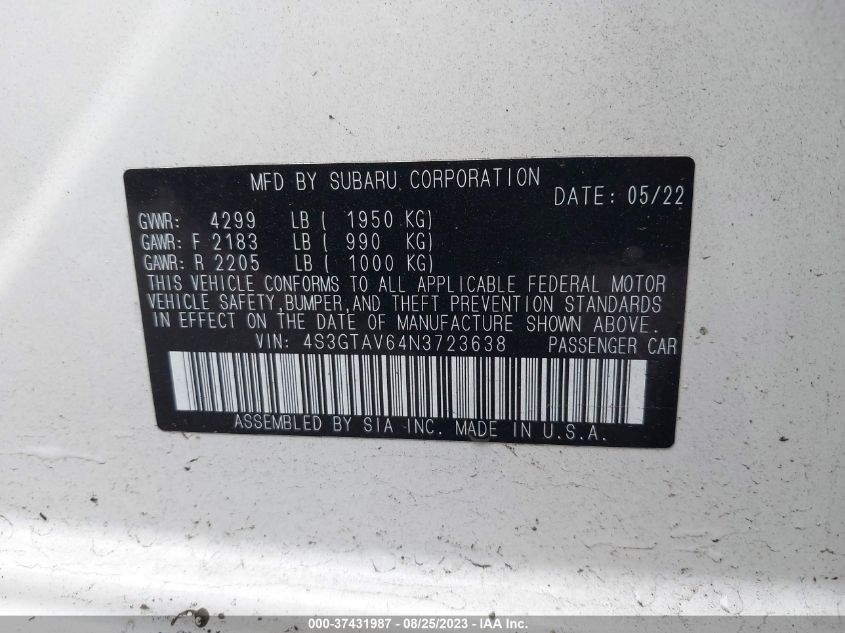 MFD BY SUBARU CORPORATION
DATE: 05/22
GVWR: 4299 LB ( 1950 KG)
GAWR: F 2183 LB ( 990 KG)
GAWR: R 2205 LB ( 1000 KG)
THIS VEHICLE CONFORMS TO ALL APPLICABLE FEDERAL MOTOR
VEHICLE SAFETY, BUMPER, AND THEFT PREVENTION STANDARDS
IN EFFECT ON THE DATE OF MANUFACTURE SHOWN ABOVE.
VIN: 4S3GTAV64N3723638 PASSENGER CAR
ASSEMBLED BY SIA INC. MADE IN U.S.A.
000-37431987 - 08/25/2023 - IAA Inc.